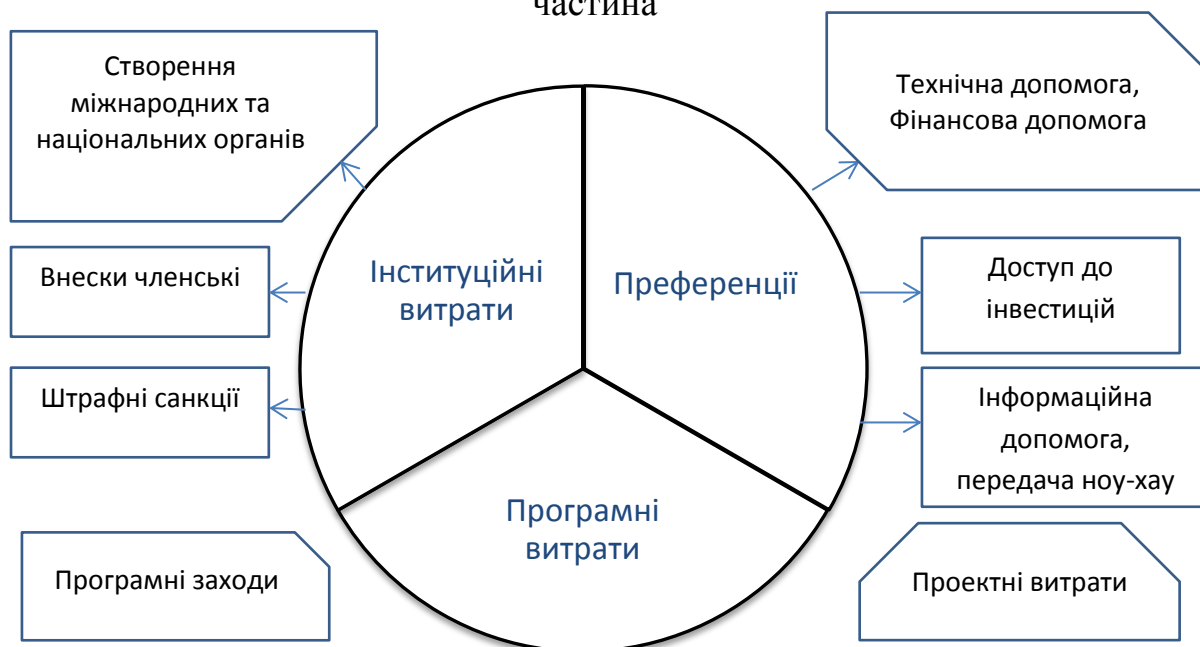 частина
Створення
міжнародних та
національних органів
Технічна допомога,
Фінансова допомога
Внески членські
Інституційні
витрати
Преференції
Доступ до
інвестицій
Штрафні санкції
Інформаційна
допомога,
передача ноу-хау
Програмні
витрати
Програмні заходи
Проектні витрати